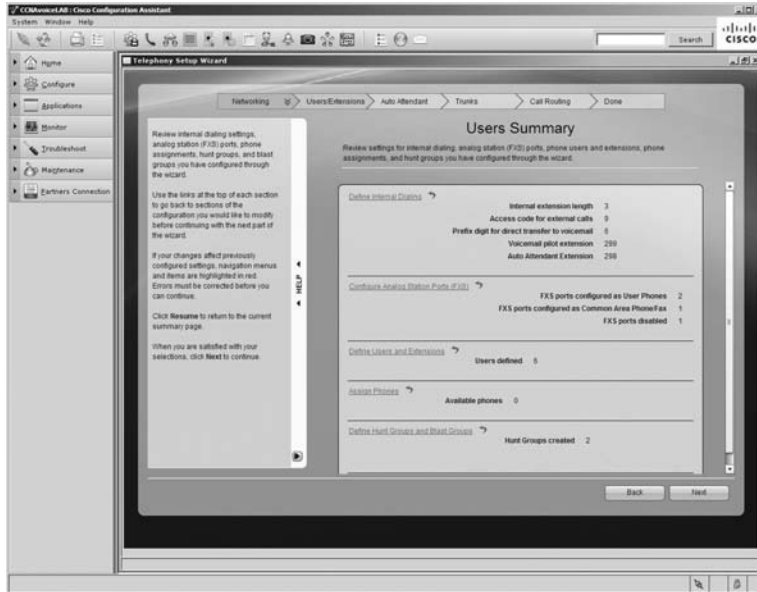 CCNAvoiceLAB : Cisco Configuration Assistant
System Window Help
Search
CISCO
Home
Configure
Applications
Monitor
Troubleshoot
Maintenance
Partners Connection
Telephony Setup Wizard
Networking
Users/Extensions
Auto Attendant
Trunks
Call Routing
Done
Review internal dialing settings,
analog station (FXS) ports, phone
assignments, hunt groups, and blast
groups you have configured through
the wizard.
Use the links at the top of each section
to go back to sections of the
configuration you would like to modify
before continuing with the next part of
the wizard.
If your changes affect previously
configured settings, navigation menus
and items are highlighted in red.
Errors must be corrected before you
can continue.
Click Resume to return to the current
summary page.
When you are satisfied with your
selections, click Next to continue.
HELP
Users Summary
Review settings for internal dialing, analog station (FXS) ports, phone users and extensions, phone
assignments, and hunt groups you have configured through the wizard.
Define Internal Dialing
Internal extension length 3
Access code for external calls 9
Prefix digit for direct transfer to voicemail
Voicemail pilot extension 299
Auto Attendant Extension 298
Configure Analog Station Ports (FXS)
FXS ports configured as User Phones 2
FXS ports configured as Common Area Phone/Fax 1
FXS ports disabled 1
Define Users and Extensions
Users defined
Assign Phones
Available phones 0
Define Hunt Groups and Blast Groups
Hunt Groups created 2
Back
Next